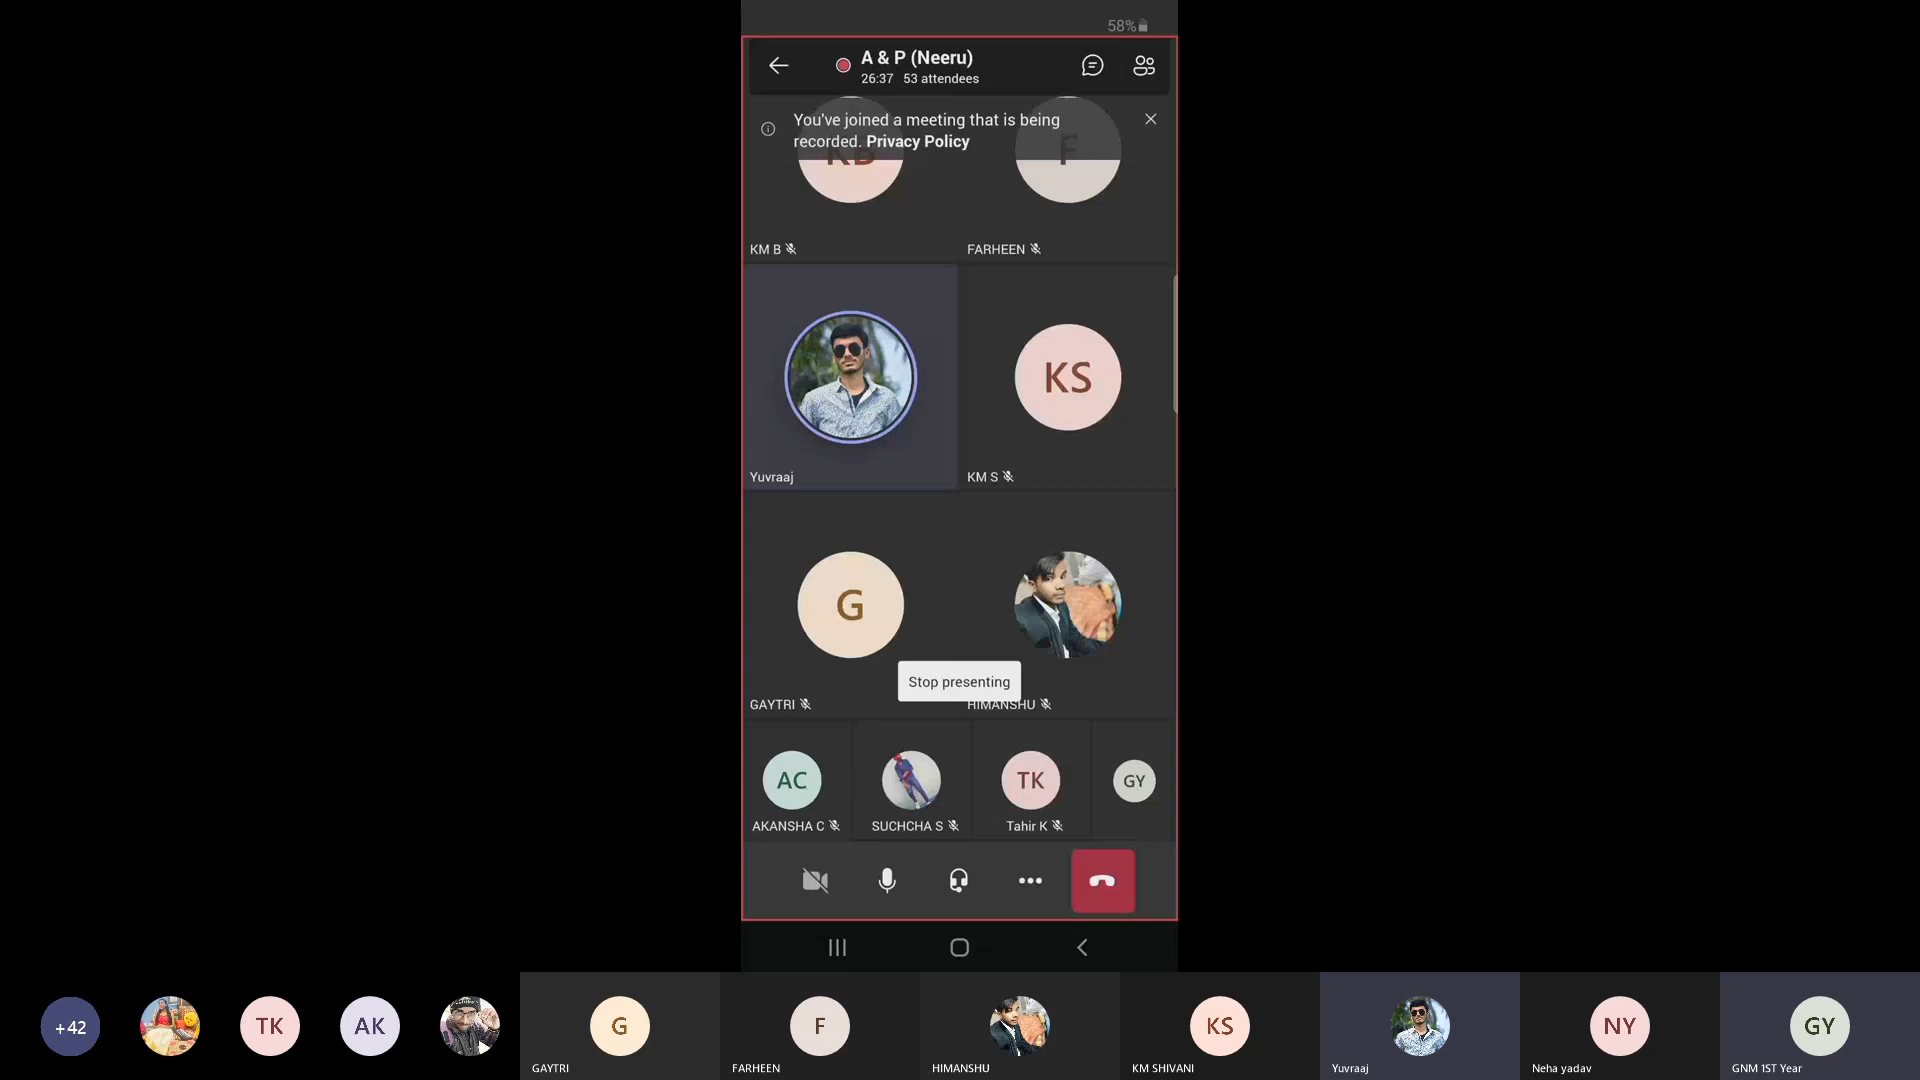 58%
A & P (Neeru)
26:37 53 attendees
You've joined a meeting that is being
recorded. Privacy Policy
KB
F
KM B
FARHEEN
KS
Yuvraaj
KM S
G
Stop presenting
GAYTRI
HIMANSHU
AC
TK
GY
AKANSHA C
SUCHCHA S
Tahir K
+42
TK
AK
G
F
KS
NY
GY
GAYTRI
FARHEEN
HIMANSHU
KM SHIVANI
Yuvraaj
Neha yadav
GNM 1ST Year